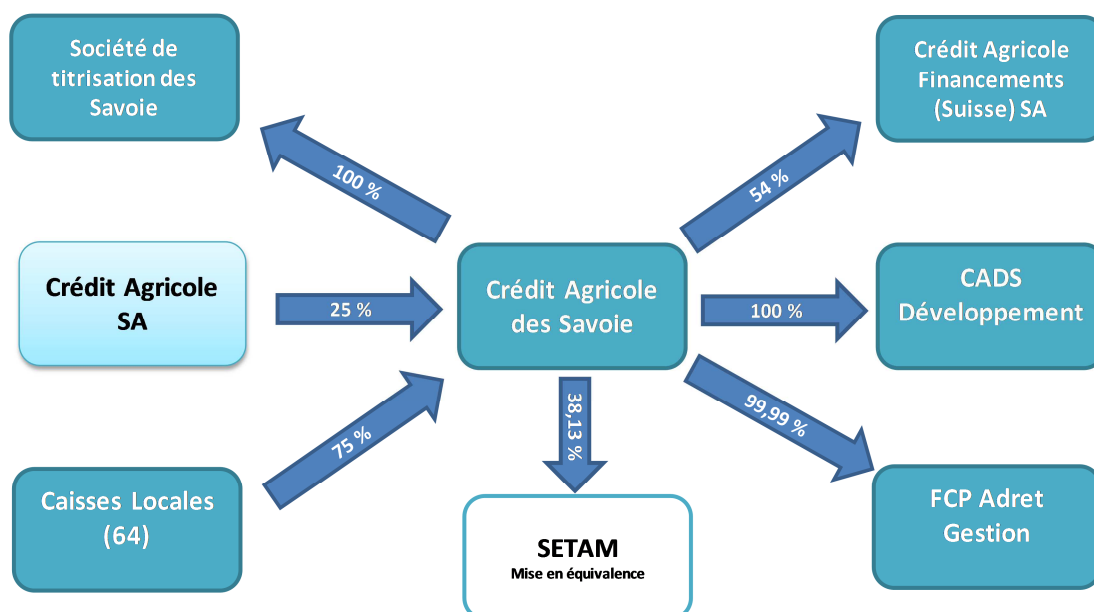 Société de
titrisation des
Savoie
Crédit Agricole
Financements
(Suisse) SA
100 %
54 %
Crédit Agricole
SA
25 %
Crédit Agricole
des Savoie
100 %
CADS
Développement
75 %
38,13 %
99,99 %
Caisses Locales
(64)
SETAM
Mise en équivalence
FCP Adret
Gestion